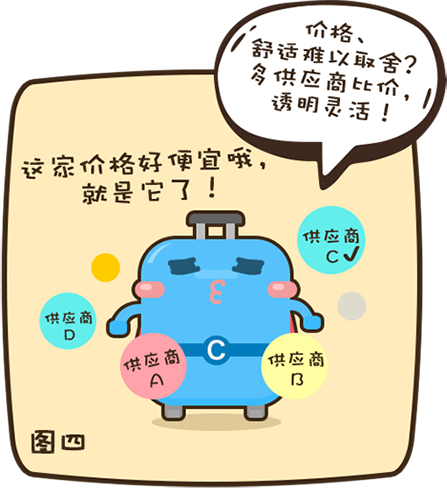 价格、
舒适难以取舍？
多供应商比价，
透明灵活！
这家价格好便宜哦，
就是它了！
供应商
C
供应商
D
供应商
A
C
供应商
B
图四